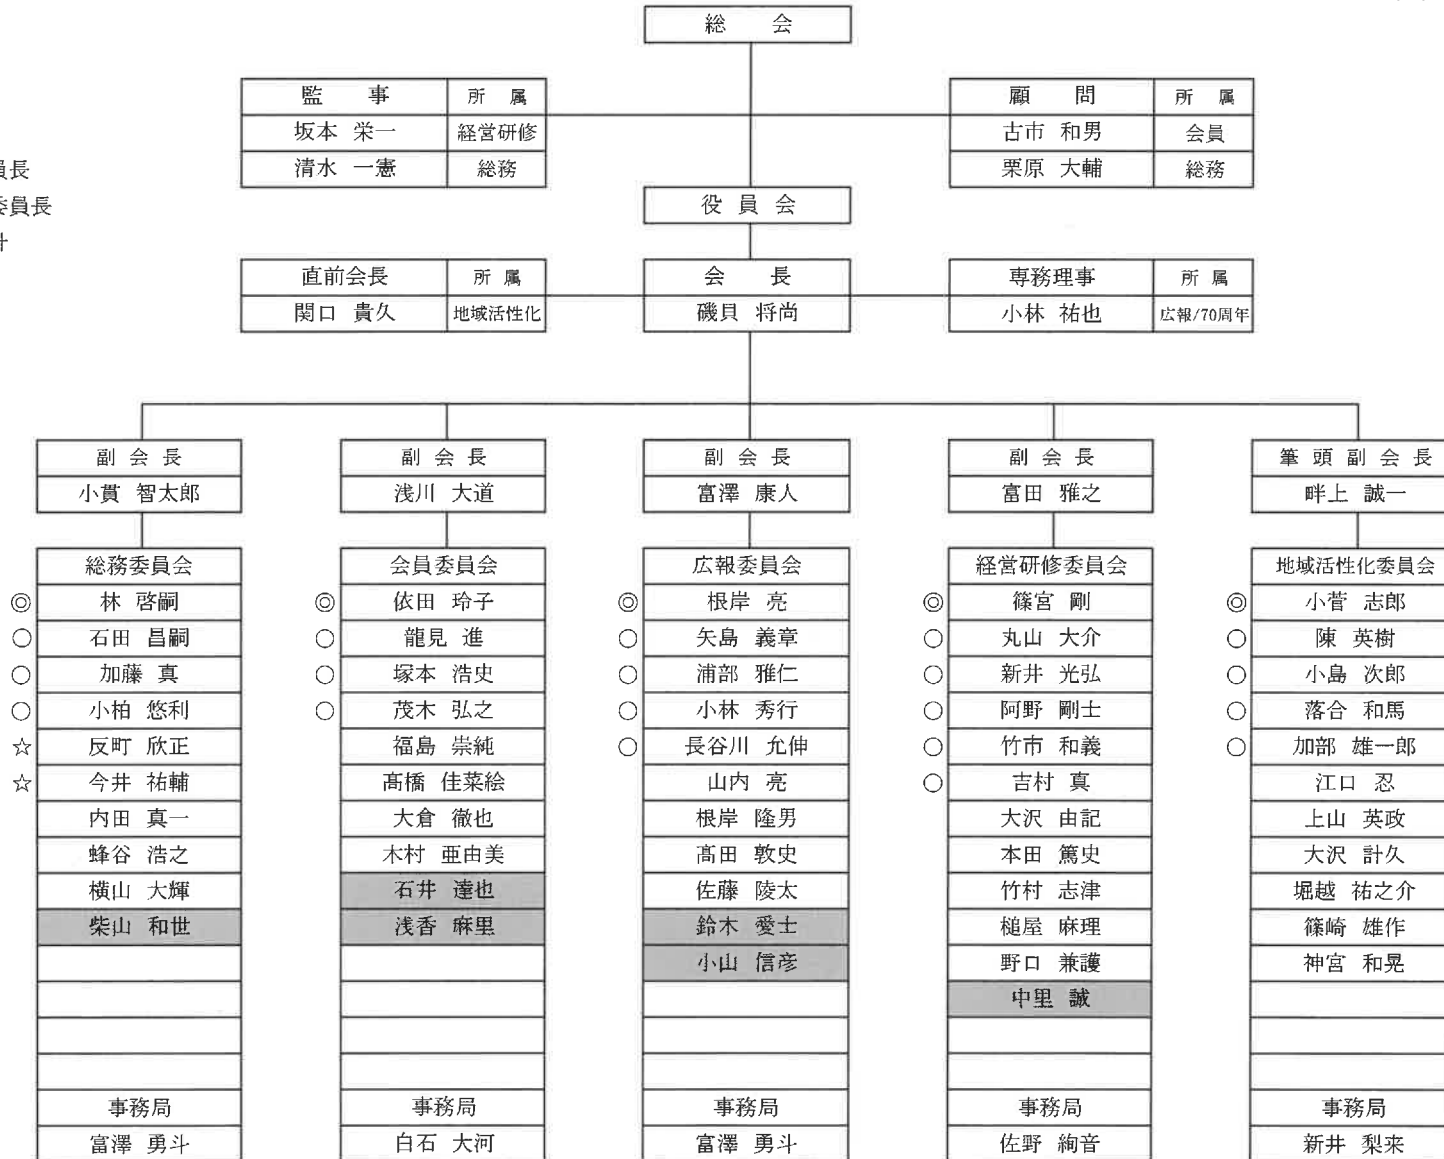 総 会
監 事 所 属
坂本 栄一 経営研修
清水 一憲 総務
顧 問 所 属
古市 和男 会員
栗原 大輔 総務
員長
委員長
計
役 員 会
直前会長 所 属
関口 貴久 地域活性化
会 長
磯貝 将尚
専務理事 所 属
小林 祐也 広報/70周年
副 会 長
小貫 智太郎
総務委員会
◎ 林 啓嗣
○ 石田 昌嗣
○ 加藤 真
○ 小柏 悠利
☆ 反町 欣正
☆ 今井 祐輔
内田 真一
蜂谷 浩之
横山 大輝
柴山 和世
事務局
富澤 勇斗
副 会 長
浅川 大道
会員委員会
◎ 依田 玲子
○ 龍見 進
○ 塚本 浩史
○ 茂木 弘之
福島 崇純
髙橋 佳菜絵
大倉 徹也
木村 亜由美
石井 達也
浅香 麻里
事務局
白石 大河
副 会 長
富澤 康人
広報委員会
◎ 根岸 亮
○ 矢島 義章
○ 浦部 雅仁
○ 小林 秀行
○ 長谷川 允伸
山内 亮
根岸 隆男
髙田 敦史
佐藤 陵太
鈴木 愛士
小山 信彦
事務局
富澤 勇斗
副 会 長
富田 雅之
経営研修委員会
◎ 篠宮 剛
○ 丸山 大介
○ 新井 光弘
○ 阿野 剛士
○ 竹市 和義
○ 吉村 真
大沢 由記
本田 篤史
竹村 志津
槌屋 麻理
野口 兼護
中里 誠
事務局
佐野 絢音
筆 頭 副 会 長
畔上 誠一
地域活性化委員会
◎ 小菅 志郎
○ 陳 英樹
○ 小島 次郎
○ 落合 和馬
○ 加部 雄一郎
江口 忍
上山 英政
大沢 計久
堀越 祐之介
篠崎 雄作
神宮 和晃
事務局
新井 梨来